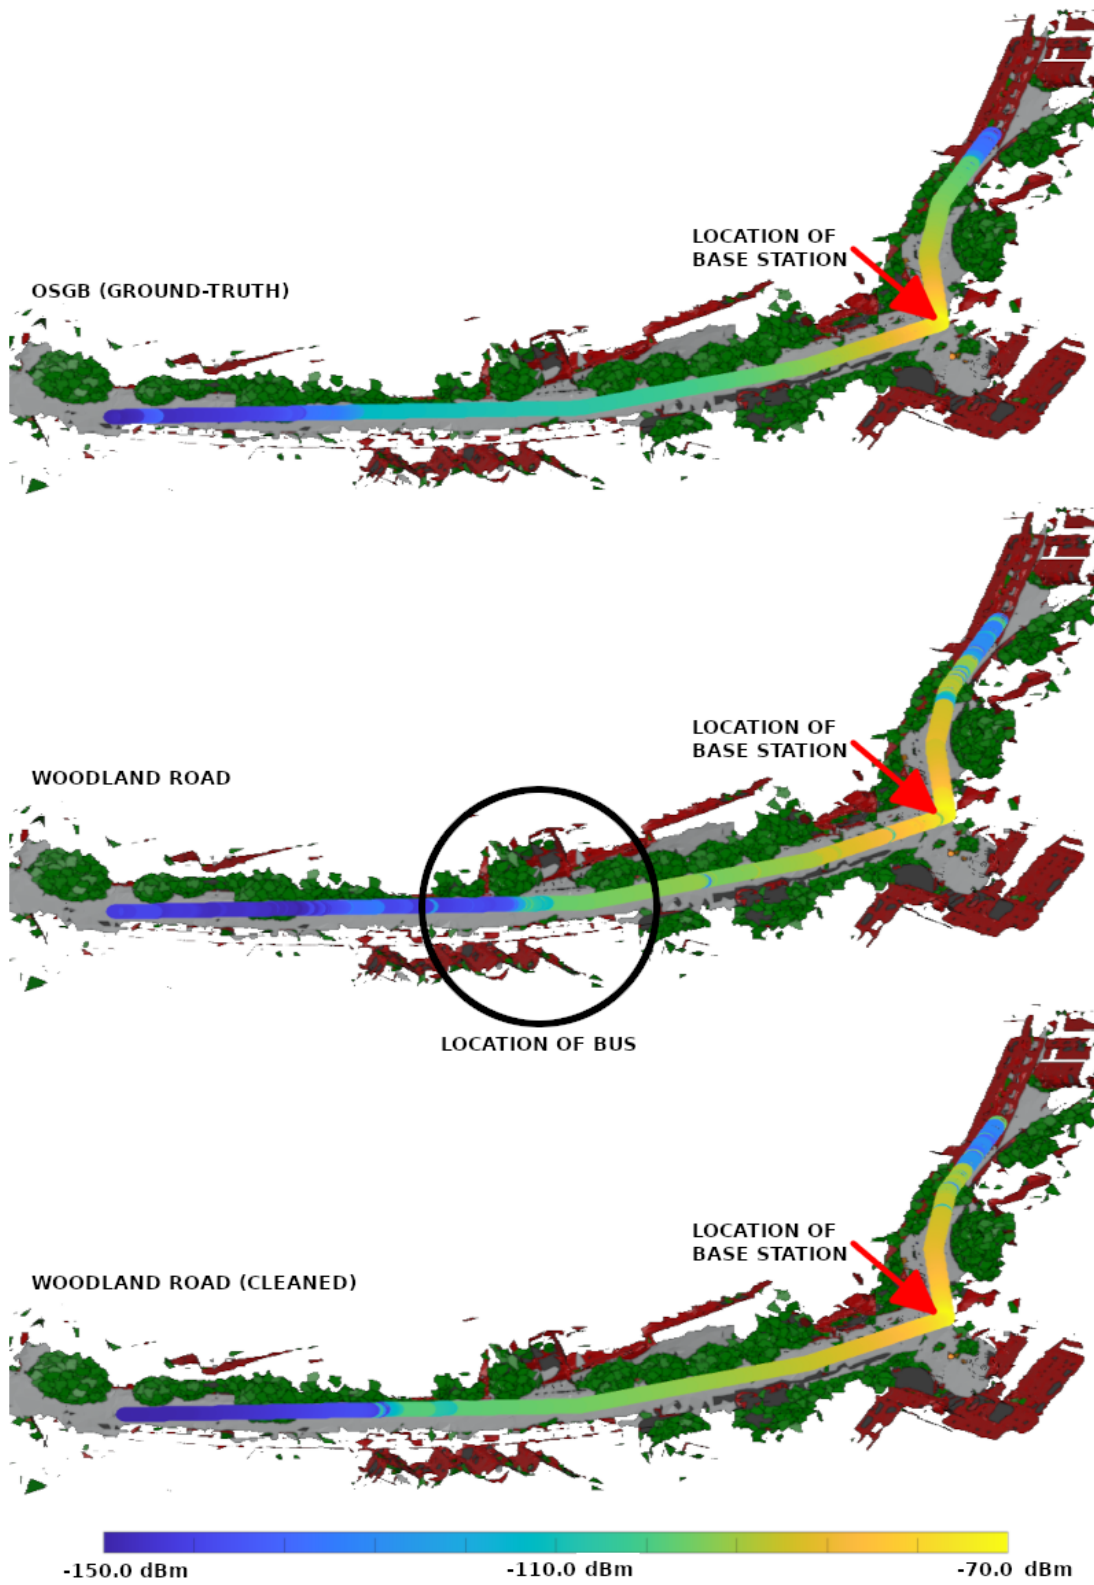 LOCATION OF
BASE STATION
OSGB (GROUND-TRUTH)
LOCATION OF
BASE STATION
WOODLAND ROAD
LOCATION OF BUS
LOCATION OF
BASE STATION
WOODLAND ROAD (CLEANED)
-150.0 dBm -110.0 dBm -70.0 dBm